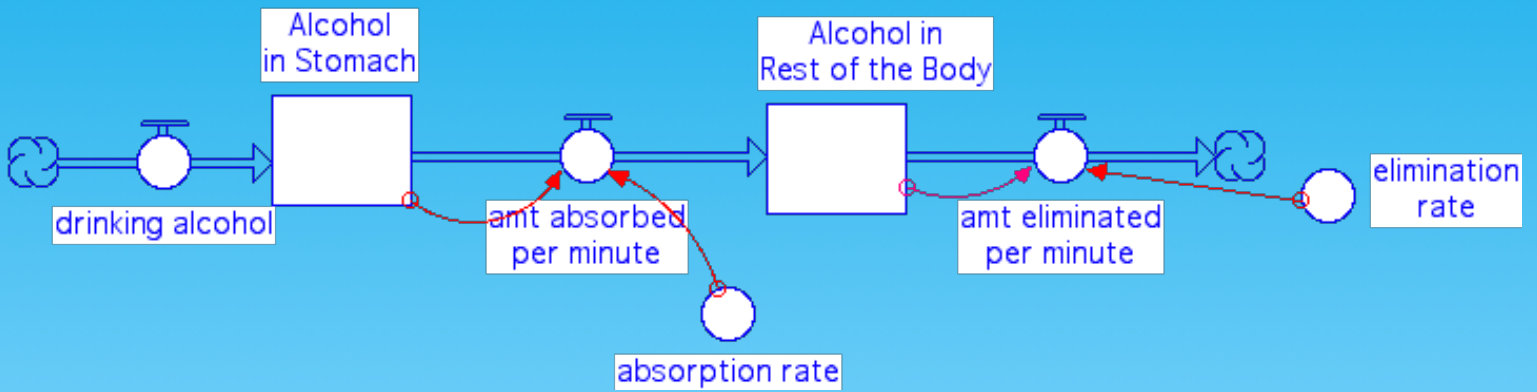 Alcohol
in Stomach
Alcohol in
Rest of the Body
drinking alcohol
amt absorbed
per minute
amt eliminated
per minute
elimination
rate
absorption rate